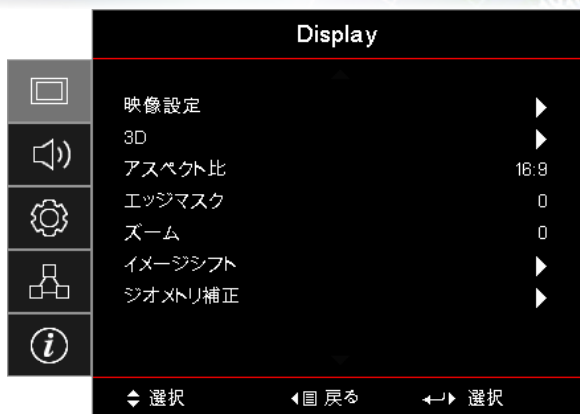 Display
映像設定
3D
アスペクト比 16:9
エッジマスク 0
ズーム 0
イメージシフト
ジオメトリ補正
選択 戻る 選択